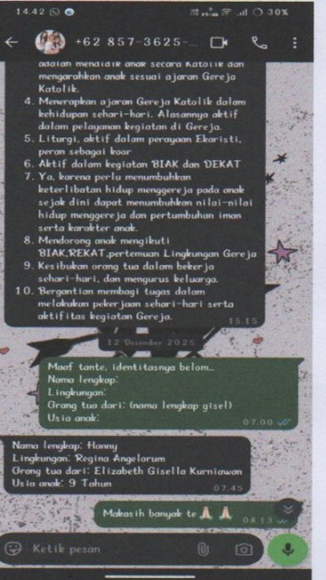 14.42
30%
+62 857-3625-...
adalah mendidik anak secara Katolik dan
mengarahkan anak sesuai ajaran Gereja
Katolik.
4. Menerapkan ajaran Gereja Katolik dalam
kehidupan sehari-hari. Alasannya aktif
dalam pelayanan kegiatan di Gereja.
5. Liturgi, aktif dalam perayaan Ekaristi,
peran sebagai koor
6. Aktif dalam kegiatan BIAK dan DEKAT
7. Ya, karena perlu menumbuhkan
keterlibatan hidup menggereja pada anak
sejak dini dapat menumbuhkan nilai-nilai
hidup menggereja dan pertumbuhan iman
serta karakter anak.
8. Mendorong anak mengikuti
BIAK,REKAT,pertemuan Lingkungan Gereja
9. Kesibukan orang tua dalam bekerja
sehari-hari, dan mengurus keluarga.
10. Bergantian membagi tugas dalam
melakukan pekerjaan sehari-hari serta
aktifitas kegiatan Gereja.
15.15
12 Desember 2025
Maaf tante, identitasnya belom...
Nama lengkap:
Lingkungan:
Orang tua dari: (nama lengkap gisel)
Usia anak:
07.00
Nama lengkap: Hanny
Lingkungan: Regina Angelorum
Orang tua dari: Elizabeth Gisella Kurniawan
Usia anak: 9 Tahun
07.45
Makasih banyak te 🙏🏻 🙏🏻
08.13
Ketik pesan